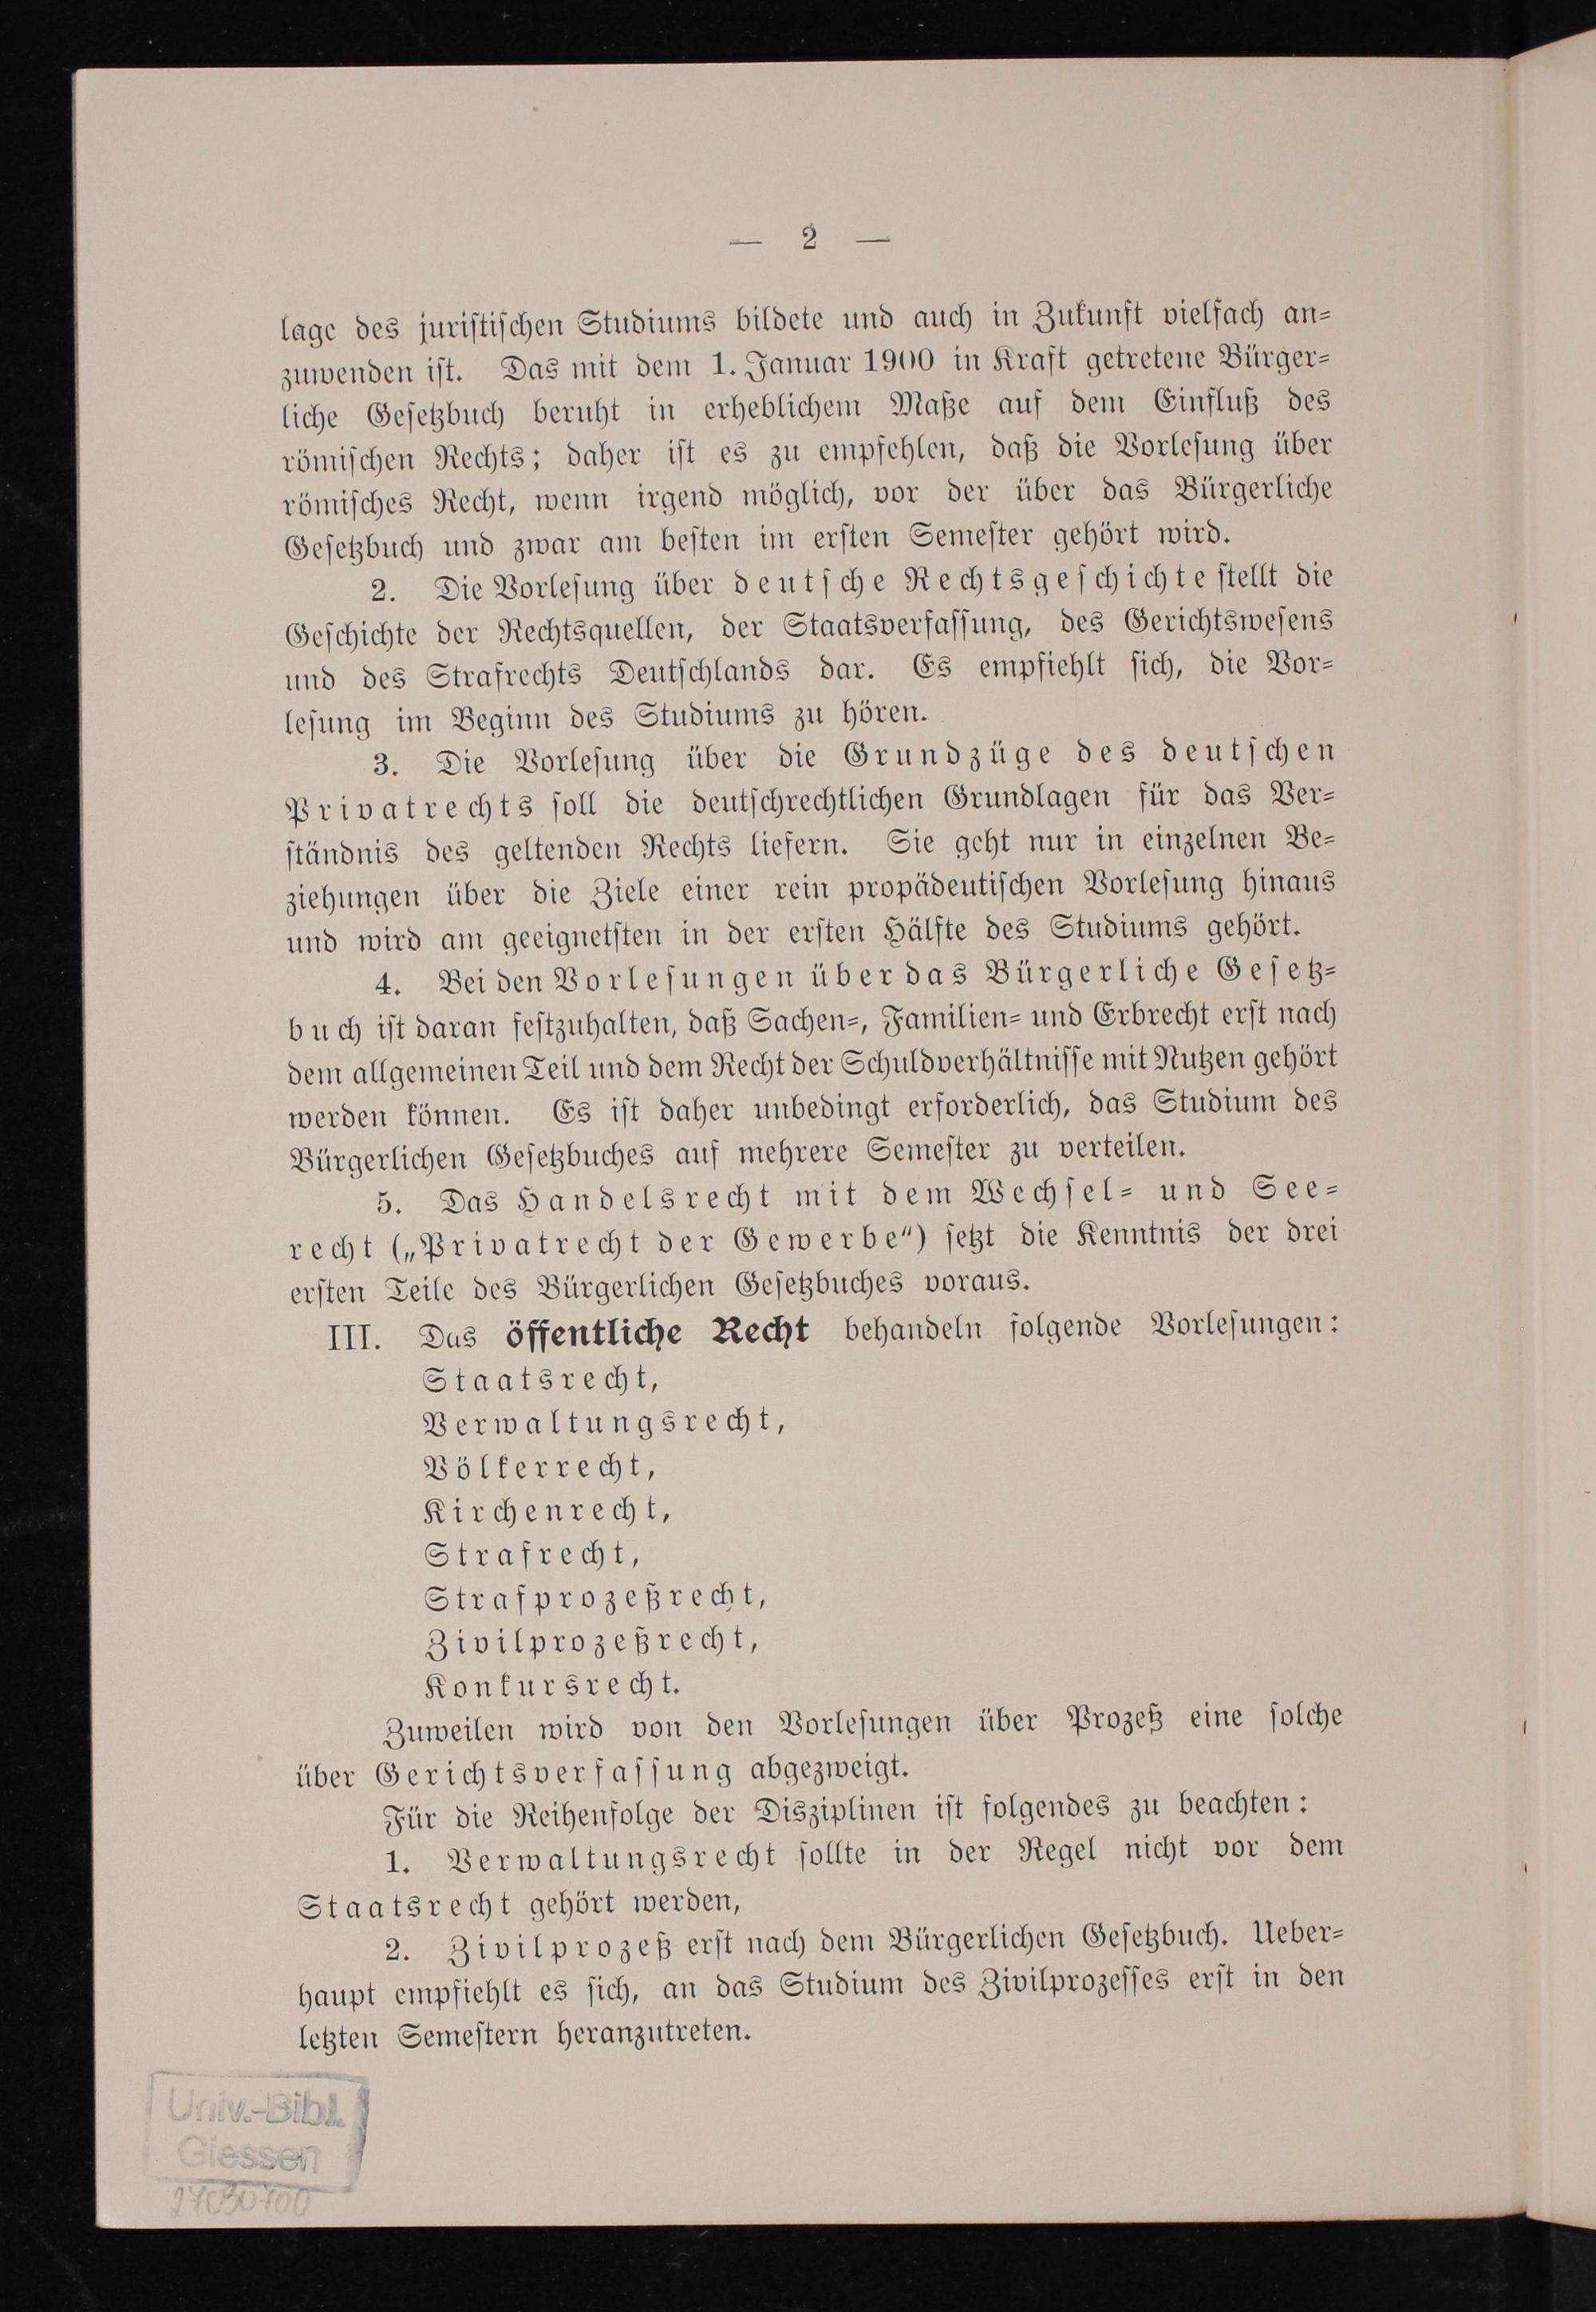 — 2 —
lage des juristischen Studiums bildete und auch in Zukunft vielfach an-
zuwenden ist. Das mit dem 1. Januar 1900 in Kraft getretene Bürger-
liche Gesetzbuch beruht in erheblichem Maße auf dem Einfluß des
römischen Rechts; daher ist es zu empfehlen, daß die Vorlesung über
römisches Recht, wenn irgend möglich, vor der über das Bürgerliche
Gesetzbuch und zwar am besten im ersten Semester gehört wird.
2. Die Vorlesung über deutsche Rechtsgeschichte stellt die
Geschichte der Rechtsquellen, der Staatsverfassung, des Gerichtswesens
und des Strafrechts Deutschlands dar. Es empfiehlt sich, die Vor-
lesung im Beginn des Studiums zu hören.
3. Die Vorlesung über die Grundzüge des deutschen
Privatrechts soll die deutschrechtlichen Grundlagen für das Ver-
ständnis des geltenden Rechts liefern. Sie geht nur in einzelnen Be-
ziehungen über die Ziele einer rein propädeutischen Vorlesung hinaus
und wird am geeignetsten in der ersten Hälfte des Studiums gehört.
4. Bei den Vorlesungen über das Bürgerliche Gesetz-
buch ist daran festzuhalten, daß Sachen-, Familien- und Erbrecht erst nach
dem allgemeinen Teil und dem Recht der Schuldverhältnisse mit Nutzen gehört
werden können. Es ist daher unbedingt erforderlich, das Studium des
Bürgerlichen Gesetzbuches auf mehrere Semester zu verteilen.
5. Das Handelsrecht mit dem Wechsel- und See-
recht („Privatrecht der Gewerbe“) setzt die Kenntnis der drei
ersten Teile des Bürgerlichen Gesetzbuches voraus.
III. Das öffentliche Recht behandeln folgende Vorlesungen:
Staatsrecht,
Verwaltungsrecht,
Völkerrecht,
Kirchenrecht,
Strafrecht,
Strafprozeßrecht,
Zivilprozeßrecht,
Konkursrecht.
Zuweilen wird von den Vorlesungen über Prozeß eine solche
über Gerichtsverfassung abgezweigt.
Für die Reihenfolge der Disziplinen ist folgendes zu beachten:
1. Verwaltungsrecht sollte in der Regel nicht vor dem
Staatsrecht gehört werden,
2. Zivilprozeß erst nach dem Bürgerlichen Gesetzbuch. Ueber-
haupt empfiehlt es sich, an das Studium des Zivilprozesses erst in den
letzten Semestern heranzutreten.
Univ.-Bibl.
Giessen